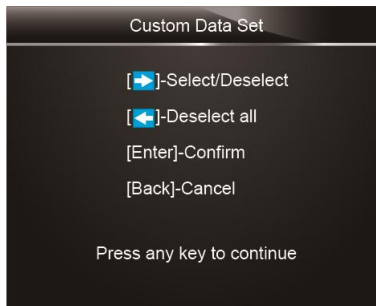 Custom Data Set
[→]-Select/Deselect
[←]-Deselect all
[Enter]-Confirm
[Back]-Cancel
Press any key to continue